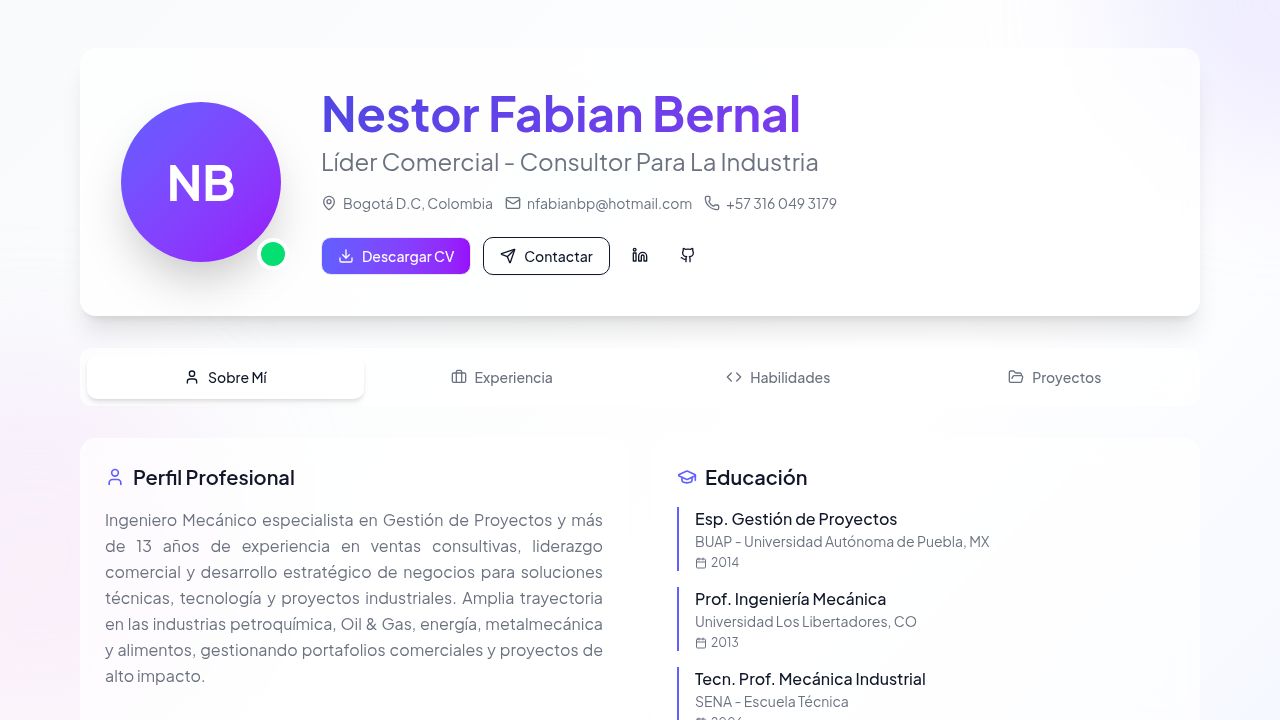 NB
Nestor Fabian Bernal
Líder Comercial - Consultor Para La Industria
Bogotá D.C, Colombia nfabianbp@hotmail.com +57 316 049 3179
Descargar CV Contactar
Sobre Mí Experiencia Habilidades Proyectos
Perfil Profesional
Ingeniero Mecánico especialista en Gestión de Proyectos y más
de 13 años de experiencia en ventas consultivas, liderazgo
comercial y desarrollo estratégico de negocios para soluciones
técnicas, tecnología y proyectos industriales. Amplia trayectoria
en las industrias petroquímica, Oil & Gas, energía, metalmecánica
y alimentos, gestionando portafolios comerciales y proyectos de
alto impacto.
Educación
Esp. Gestión de Proyectos
BUAP - Universidad Autónoma de Puebla, MX
2014
Prof. Ingeniería Mecánica
Universidad Los Libertadores, CO
2013
Tecn. Prof. Mecánica Industrial
SENA - Escuela Técnica